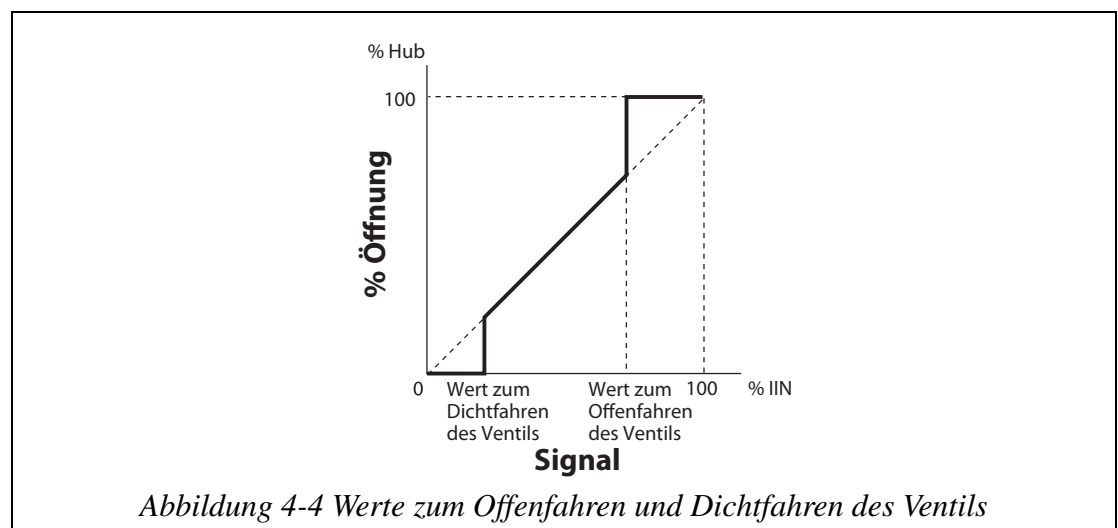 % Hub
100
% Öffnung
0
Wert zum
Dichtfahren
des Ventils
Wert zum
Offenfahren
des Ventils
100
% IIN
Signal
Abbildung 4-4 Werte zum Offenfahren und Dichtfahren des Ventils